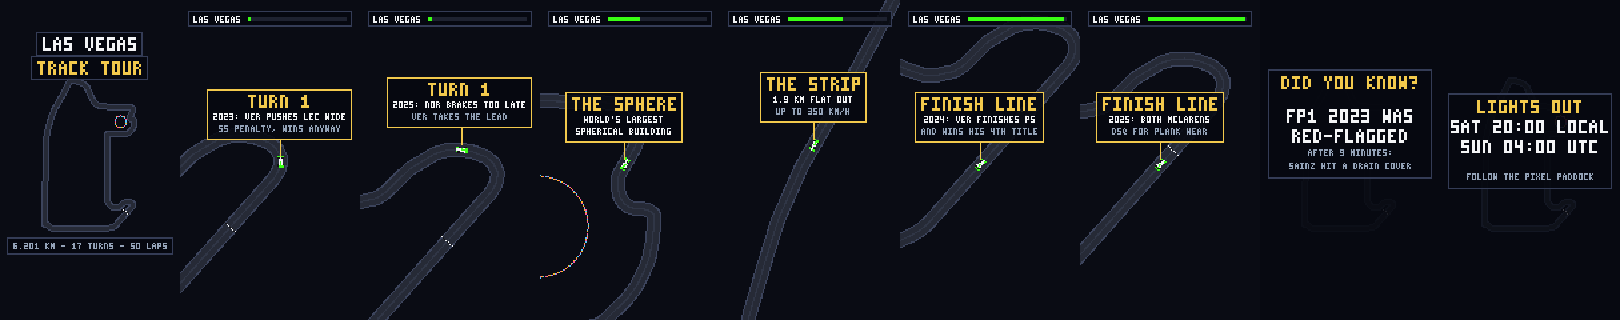 LAS VEGAS
TRACK TOUR
6.201 KM - 17 TURNS - 50 LAPS
LAS VEGAS
TURN 1
2023: VER PUSHES LEC WIDE
5S PENALTY, WINS ANYWAY
LAS VEGAS
TURN 1
2025: NOR BRAKES TOO LATE
VER TAKES THE LEAD
LAS VEGAS
THE SPHERE
WORLD'S LARGEST
SPHERICAL BUILDING
LAS VEGAS
THE STRIP
1.9 KM FLAT OUT
UP TO 350 KM/H
LAS VEGAS
FINISH LINE
2024: VER FINISHES P5
AND WINS HIS 4TH TITLE
LAS VEGAS
FINISH LINE
2025: BOTH MCLARENS
DSQ FOR PLANK WEAR
DID YOU KNOW?
FP1 2023 WAS
RED-FLAGGED
AFTER 9 MINUTES:
SAINZ HIT A DRAIN COVER
LIGHTS OUT
SAT 20:00 LOCAL
SUN 04:00 UTC
FOLLOW THE PIXEL PADDOCK